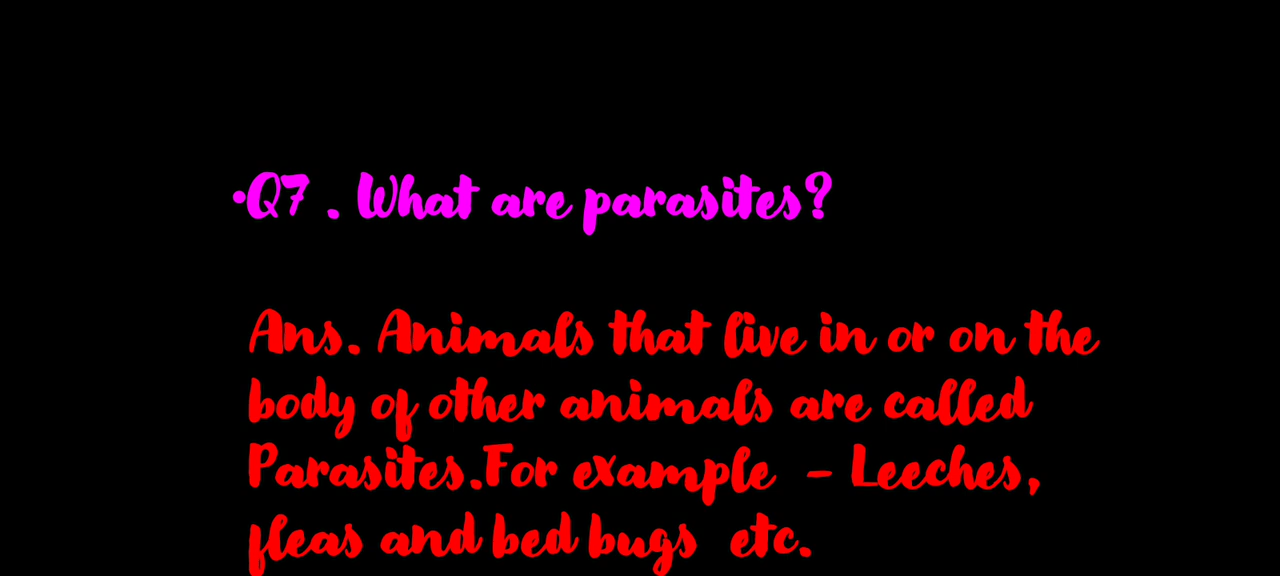 •Q7 . What are parasites?
Ans. Animals that live in or on the
body of other animals are called
Parasites.For example - Leeches,
fleas and bed bugs etc.